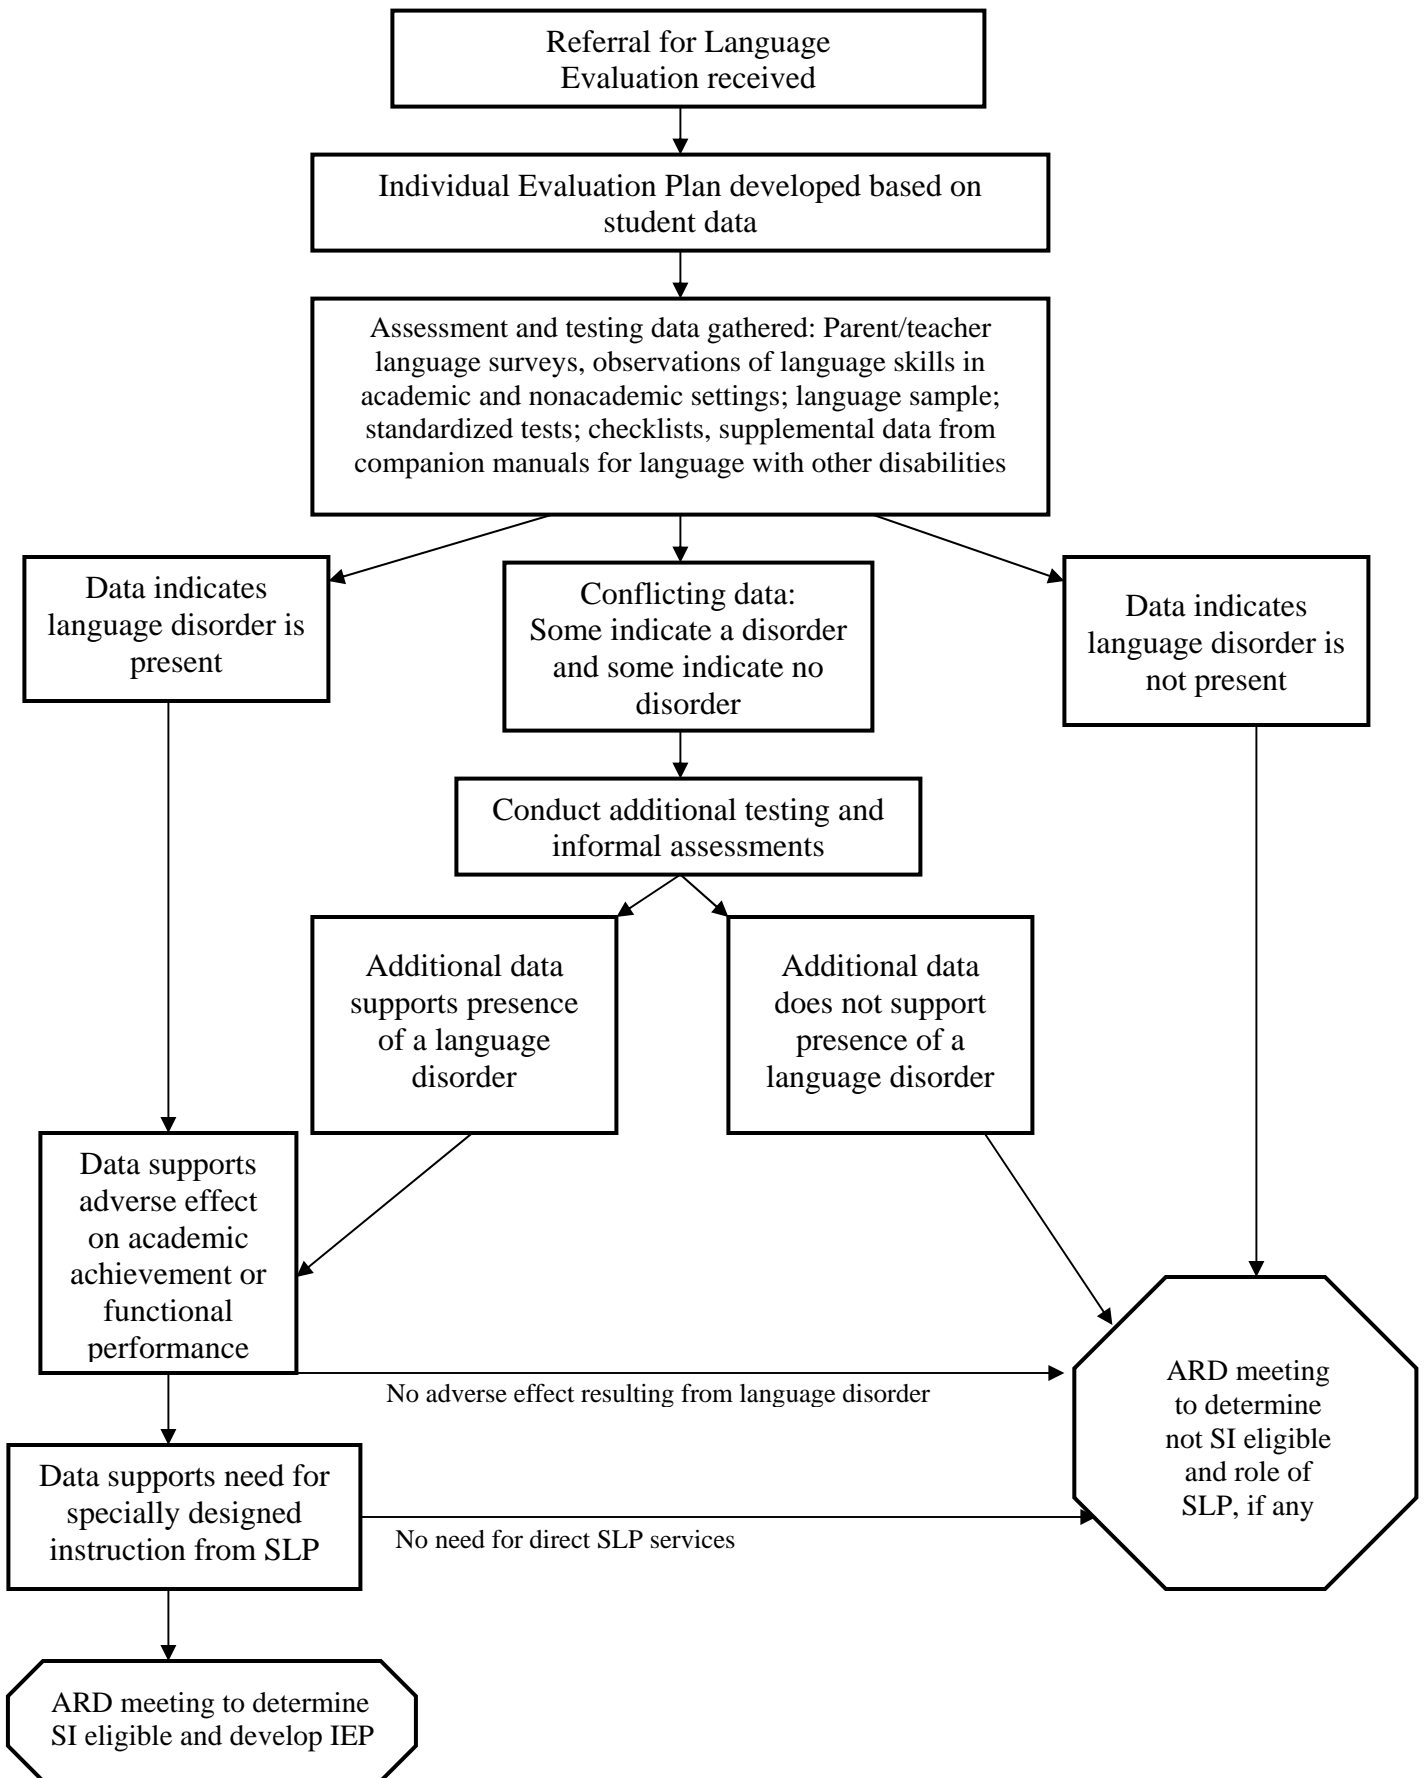 Referral for Language
Evaluation received
Individual Evaluation Plan developed based on
student data
Assessment and testing data gathered: Parent/teacher
language surveys, observations of language skills in
academic and nonacademic settings; language sample;
standardized tests; checklists, supplemental data from
companion manuals for language with other disabilities
Data indicates
language disorder is
present
Conflicting data:
Some indicate a disorder
and some indicate no
disorder
Data indicates
language disorder is
not present
Conduct additional testing and
informal assessments
Additional data
supports presence
of a language
disorder
Additional data
does not support
presence of a
language disorder
Data supports
adverse effect
on academic
achievement or
functional
performance
No adverse effect resulting from language disorder
ARD meeting
to determine
not SI eligible
and role of
SLP, if any
Data supports need for
specially designed
instruction from SLP
No need for direct SLP services
ARD meeting to determine
SI eligible and develop IEP